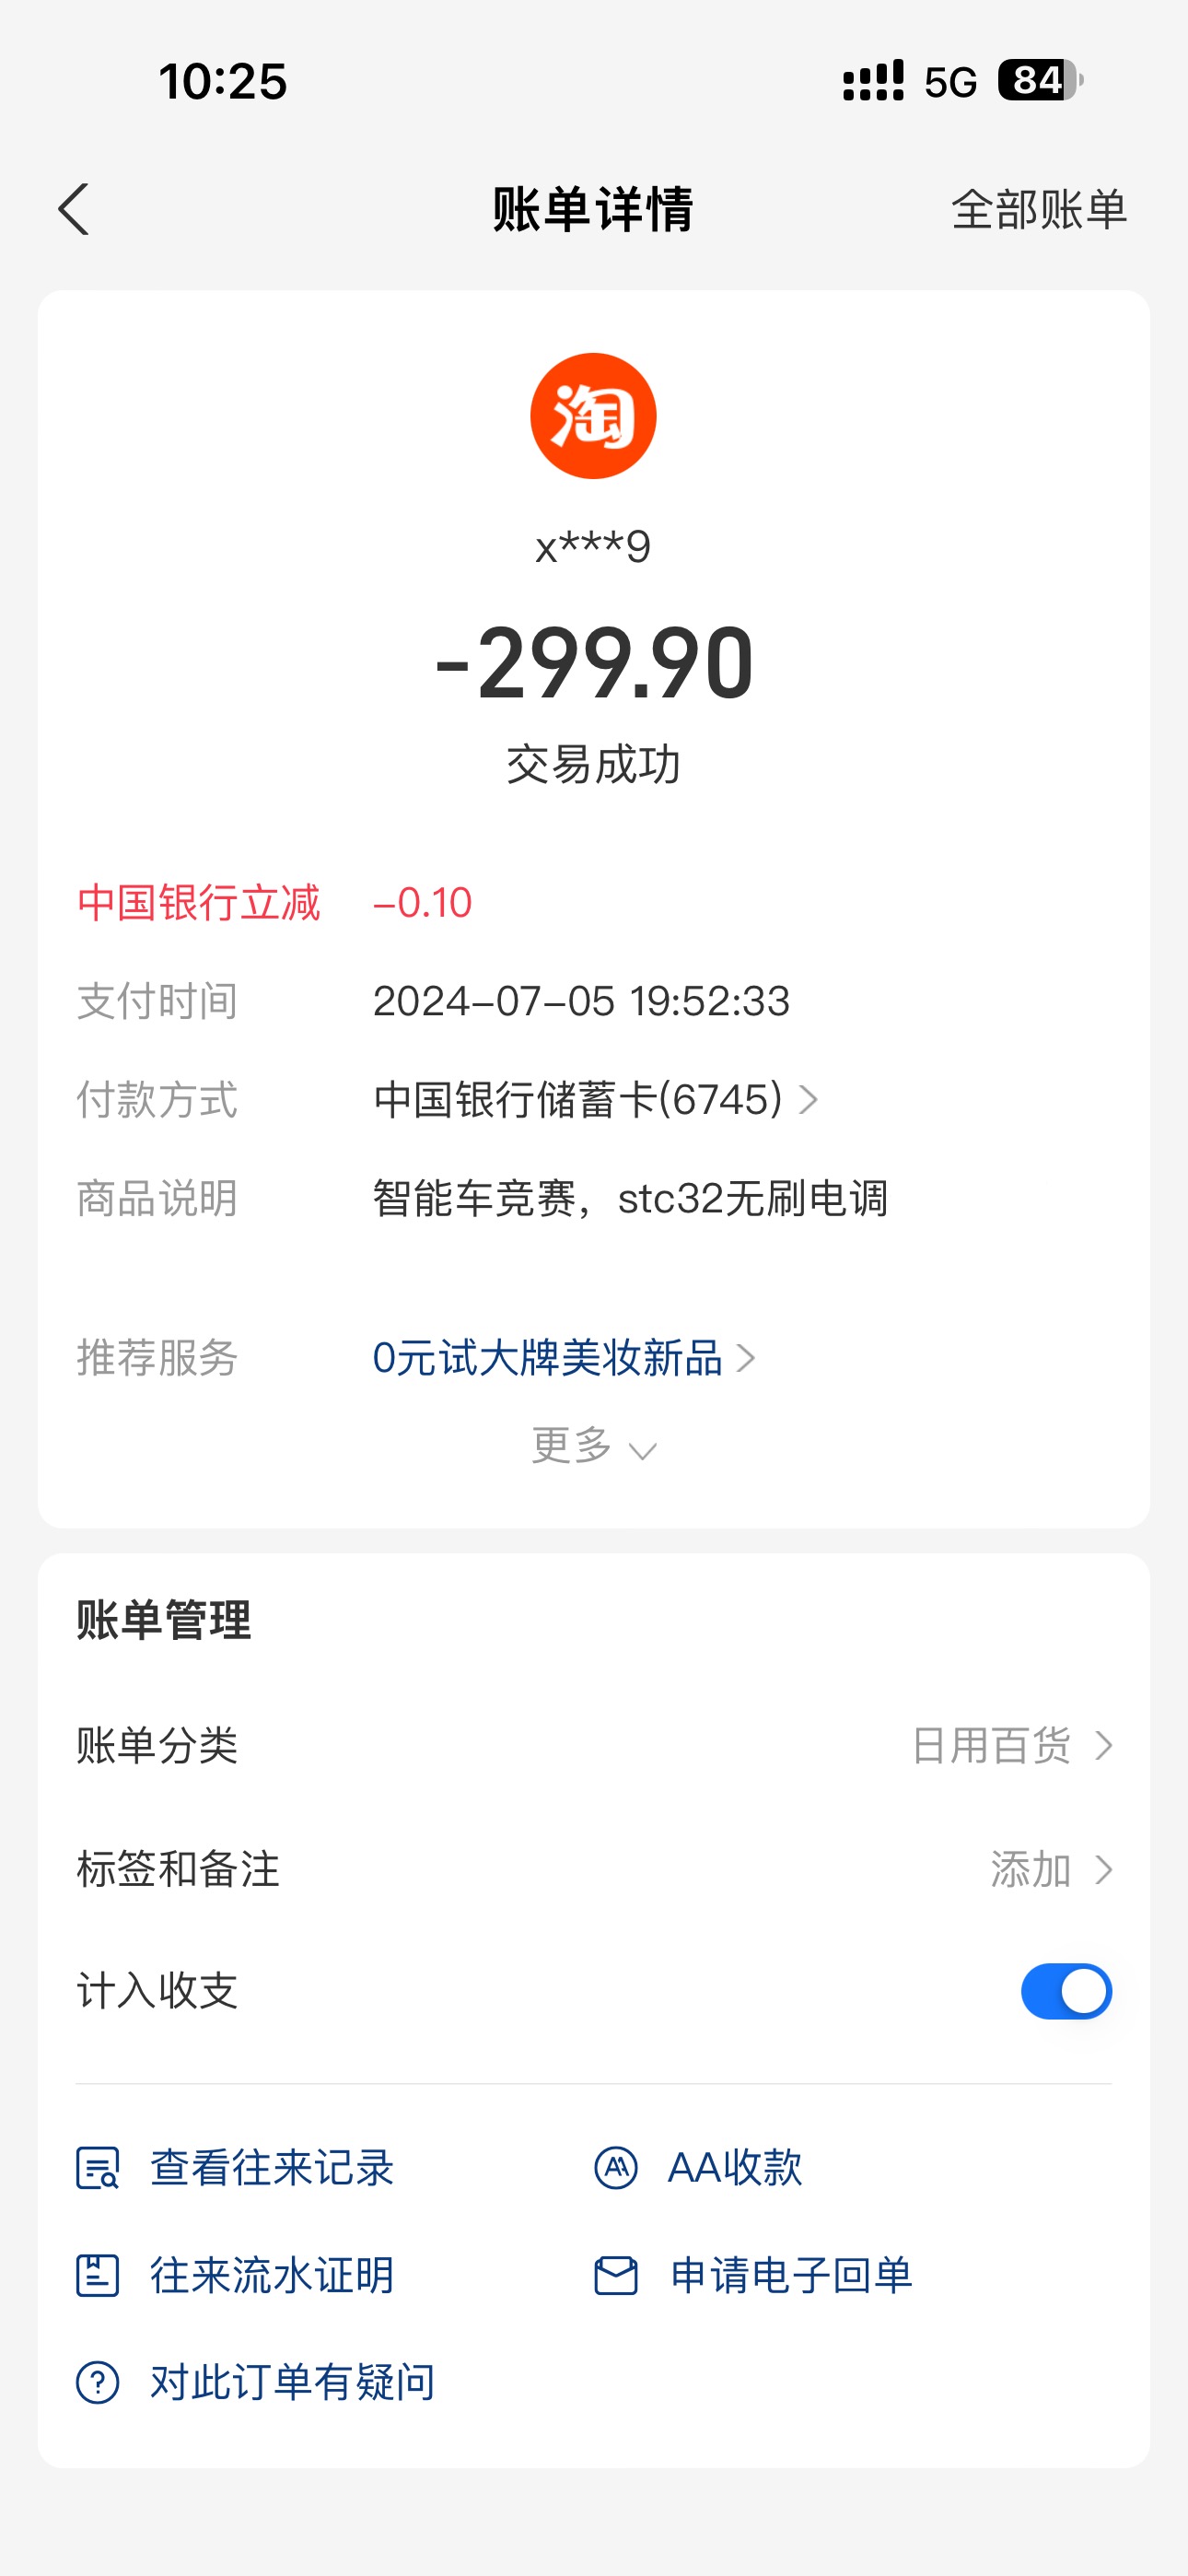 10:25
5G 84
账单详情
全部账单
淘
x***9
-299.90
交易成功
中国银行立减 -0.10
支付时间 2024-07-05 19:52:33
付款方式 中国银行储蓄卡(6745)
商品说明 智能车竞赛，stc32无刷电调
推荐服务 0元试大牌美妆新品
更多
账单管理
账单分类 日用百货
标签和备注 添加
计入收支
查看往来记录 AA收款
往来流水证明 申请电子回单
对此订单有疑问